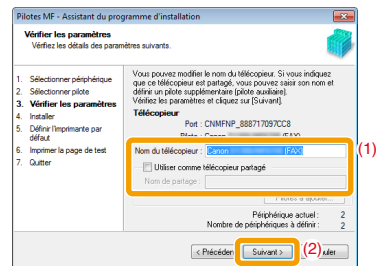 Pilotes MF - Assistant du programme d'installation
Vérifier les paramètres
Vérifiez les détails des paramètres suivants.
1. Sélectionner périphérique
2. Sélectionner pilote
3. Vérifier les paramètres
4. Installer
5. Définir l'imprimante par
défaut
6. Imprimer la page de test
7. Quitter
Vous pouvez modifier le nom du télécopieur. Si vous indiquez
que ce télécopieur est partagé, vous pouvez saisir son nom et
définir un pilote supplémentaire (pilote auxiliaire).
Vérifiez les paramètres et cliquez sur [Suivant].
Télécopieur
Port : CNMFNP_888717097CC8
Pilote : Canon (FAX)
Nom du télécopieur : Canon (FAX)
(1)
Utiliser comme télécopieur partagé
Nom de partage :
Pilotes à ajouter...
Périphérique actuel : 2
Nombre de périphériques à définir : 2
< Précéden
Suivant >
(2)
uler